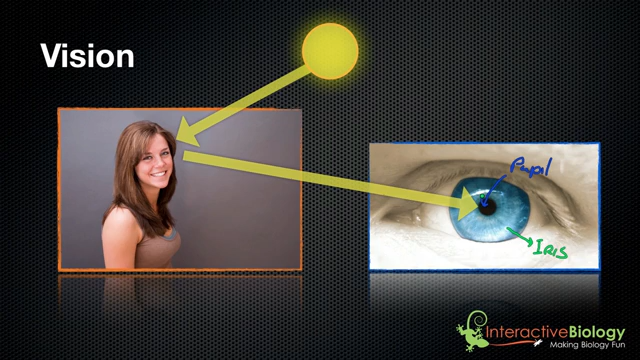 Vision
Pupil
IRIS
InteractiveBiology
Making Biology Fun